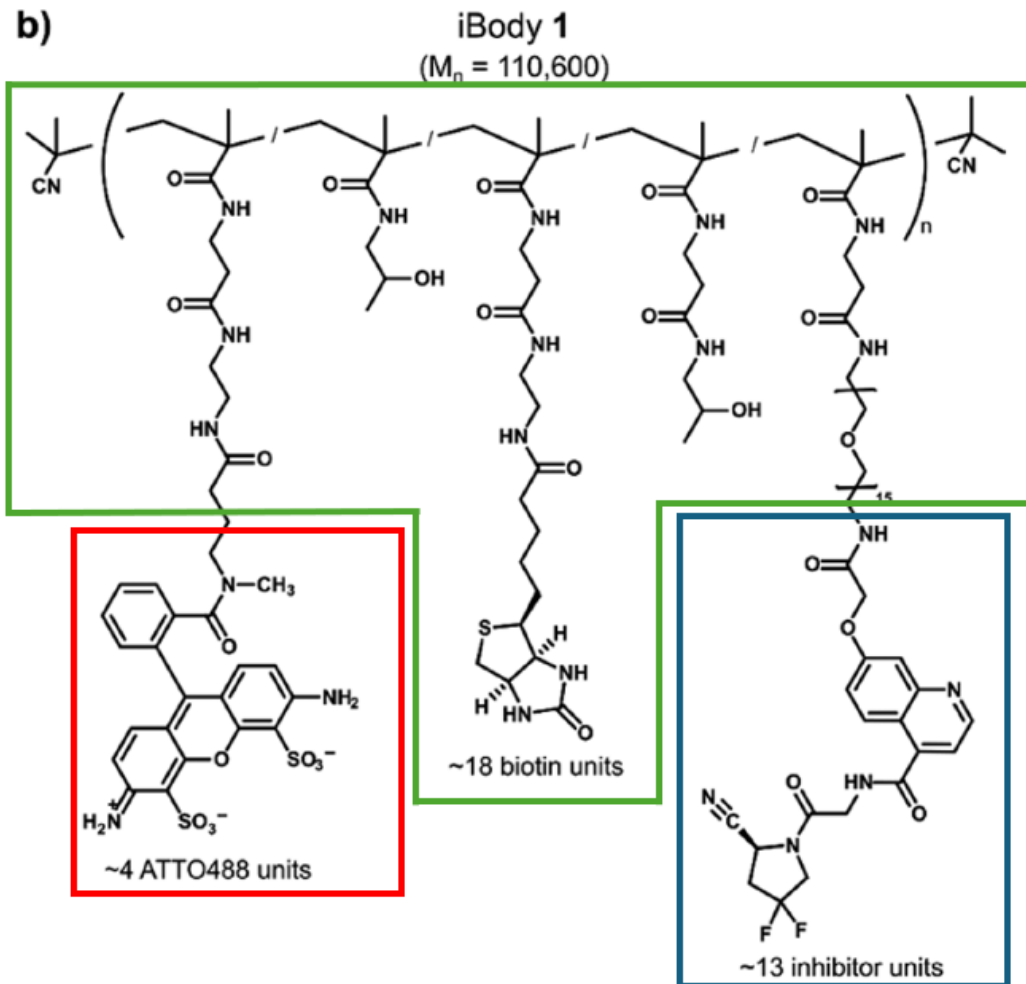 b)
iBody 1
(Mn = 110,600)
CN
CN
O
NH
O
NH
O
NH
O
NH
O
NH
n
OH
O
NH
O
NH
O
NH
O
NH
OH
HN
O
HN
O
O
15
NH
O
N—CH3
O
O
S
H
H
NH
HN
O
N
NH2
O
SO3−
H2N
+
SO3−
~18 biotin units
~4 ATTO488 units
N
O
HN
O
N
F
F
~13 inhibitor units